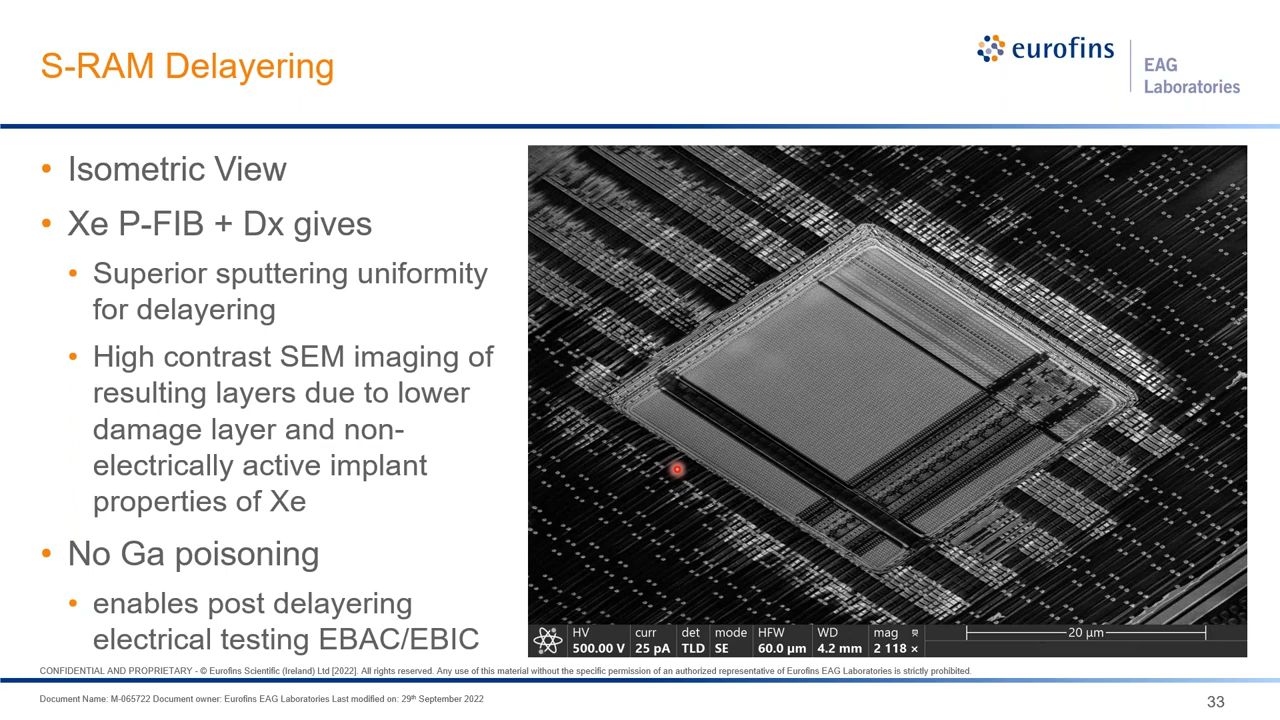 S-RAM Delayering
eurofins
EAG
Laboratories
• Isometric View
• Xe P-FIB + Dx gives
• Superior sputtering uniformity
for delayering
• High contrast SEM imaging of
resulting layers due to lower
damage layer and non-
electrically active implant
properties of Xe
• No Ga poisoning
• enables post delayering
electrical testing EBAC/EBIC
HV curr det mode HFW WD mag
500.00 V 25 pA TLD SE 60.0 µm 4.2 mm 2 118 x
20 µm
CONFIDENTIAL AND PROPRIETARY - © Eurofins Scientific (Ireland) Ltd [2022]. All rights reserved. Any use of this material without the specific permission of an authorized representative of Eurofins EAG Laboratories is strictly prohibited.
Document Name: M-065722 Document owner: Eurofins EAG Laboratories Last modified on: 29th September 2022
33